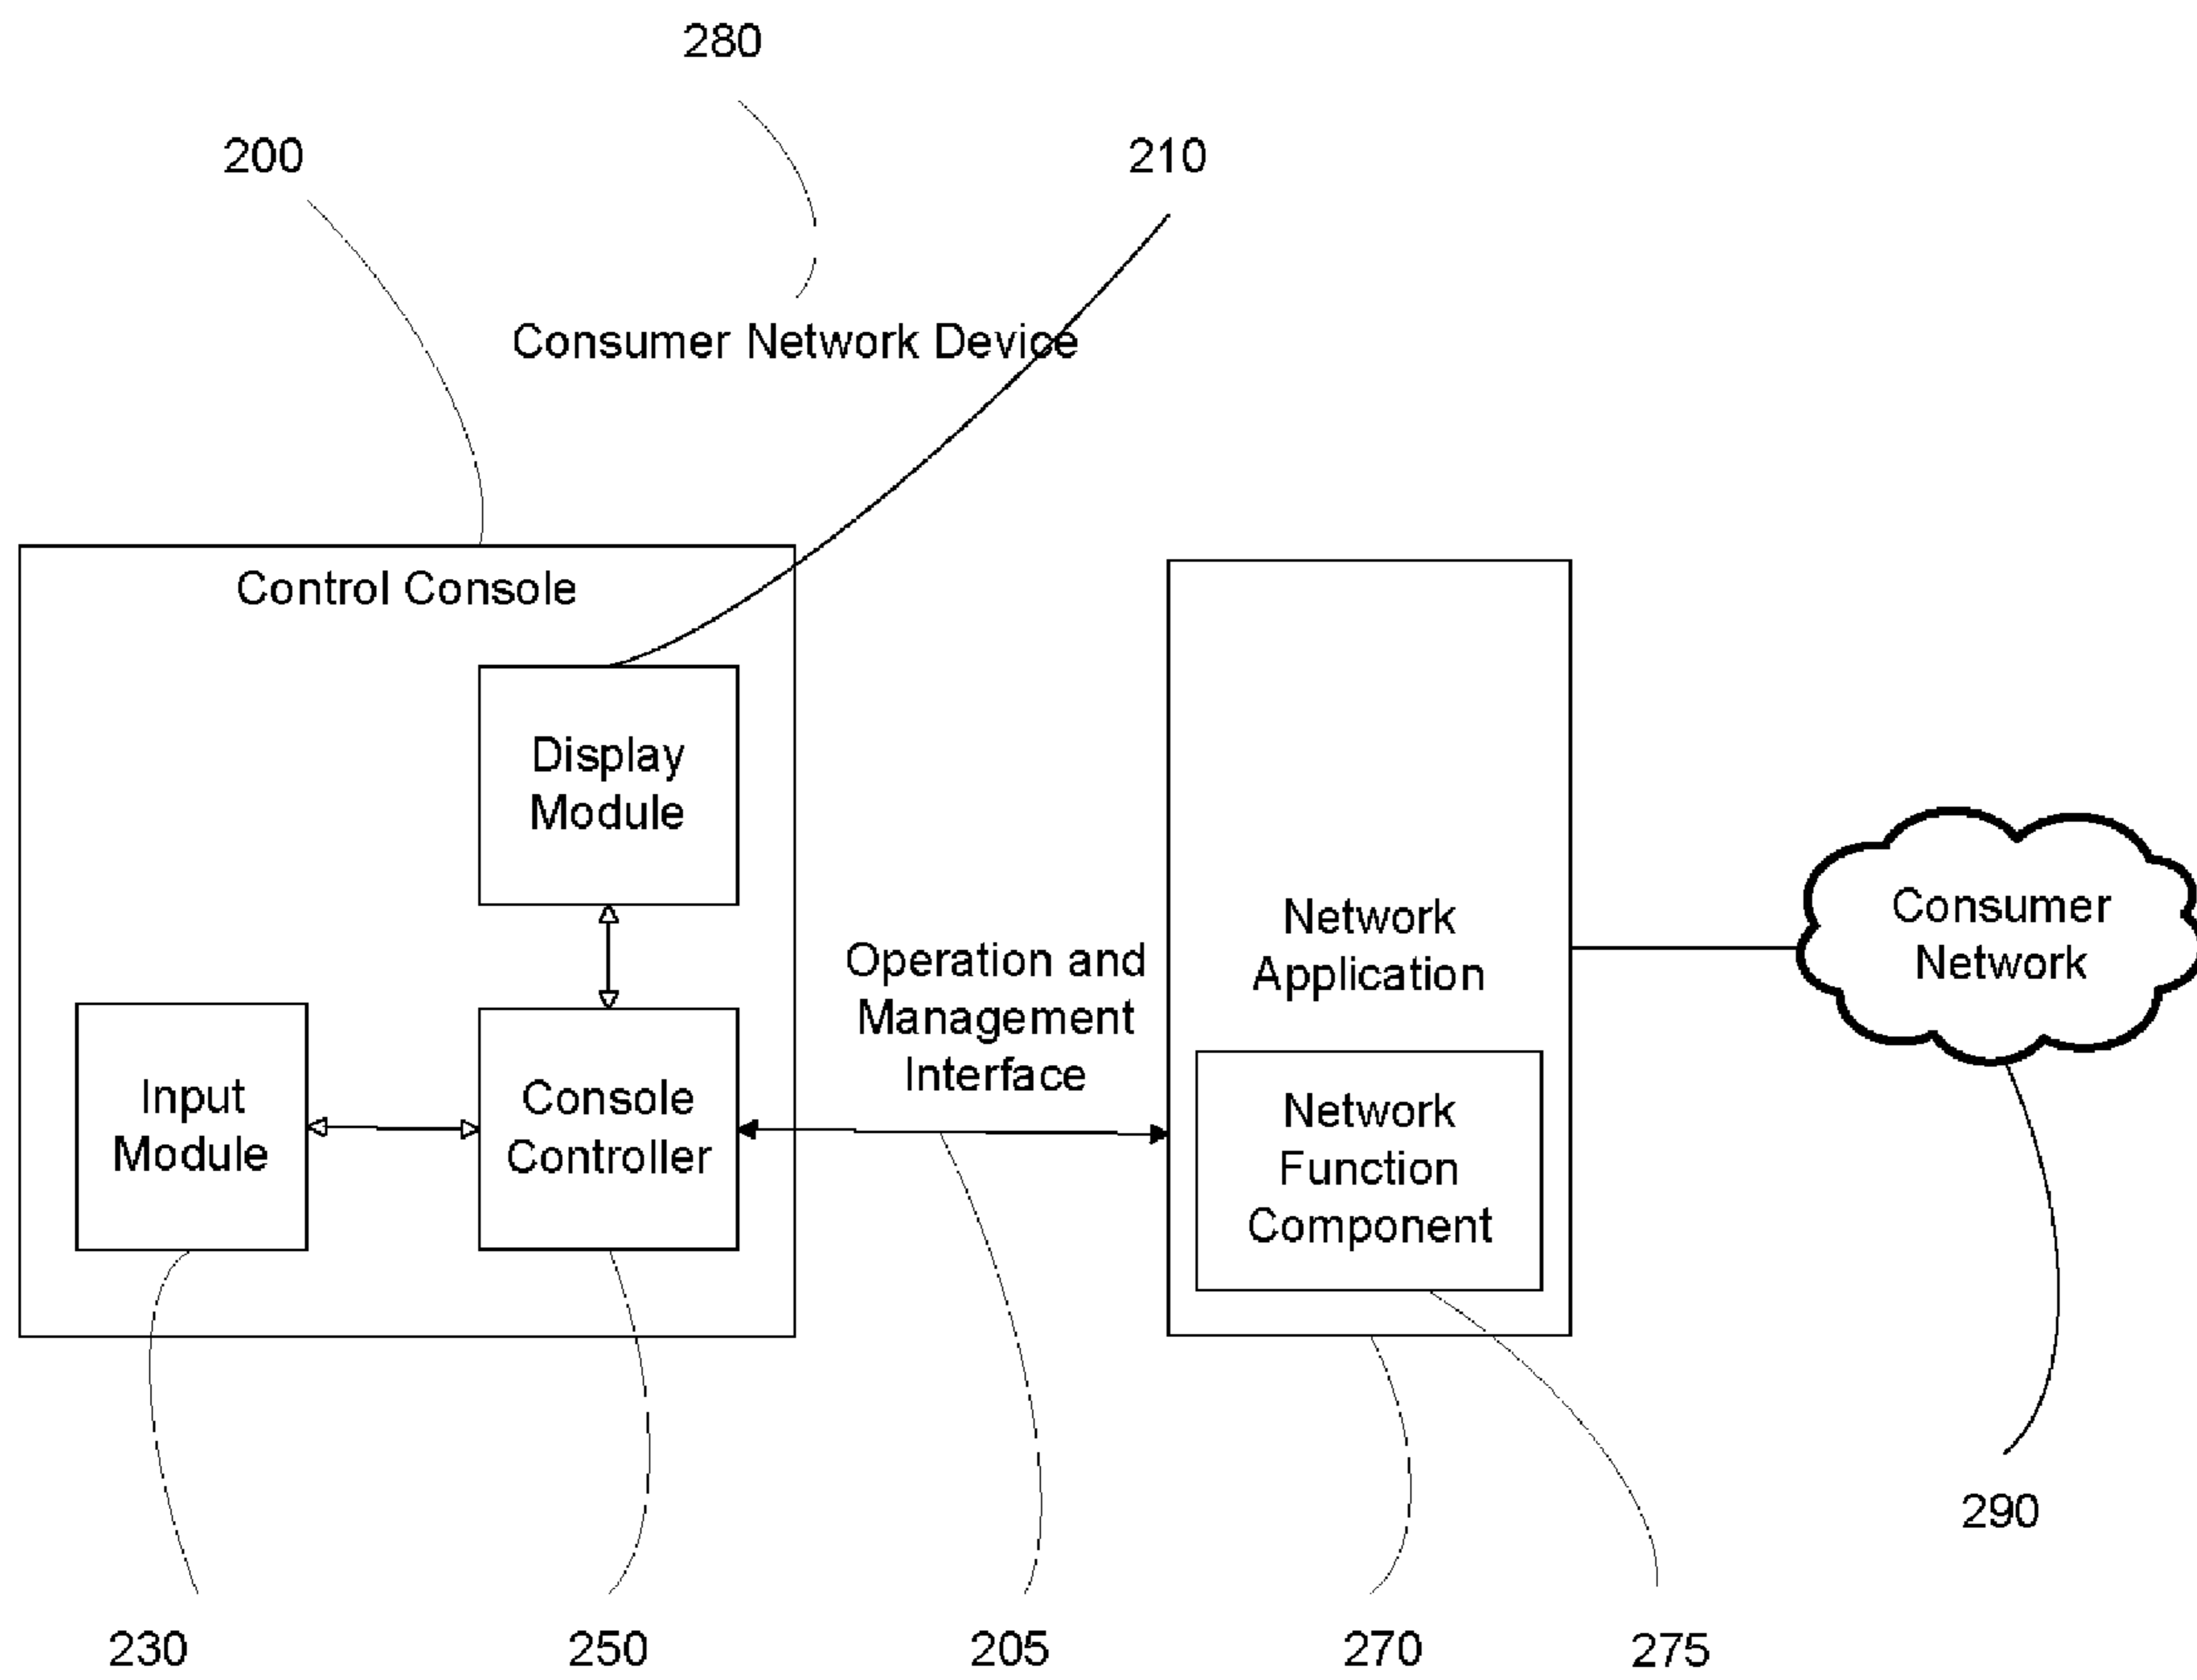 280
200
210
Consumer Network Device
Control Console
Display
Module
Network
Application
Consumer
Network
Operation and
Management
Interface
Input
Module
Console
Controller
Network
Function
Component
290
230
250
205
270
275